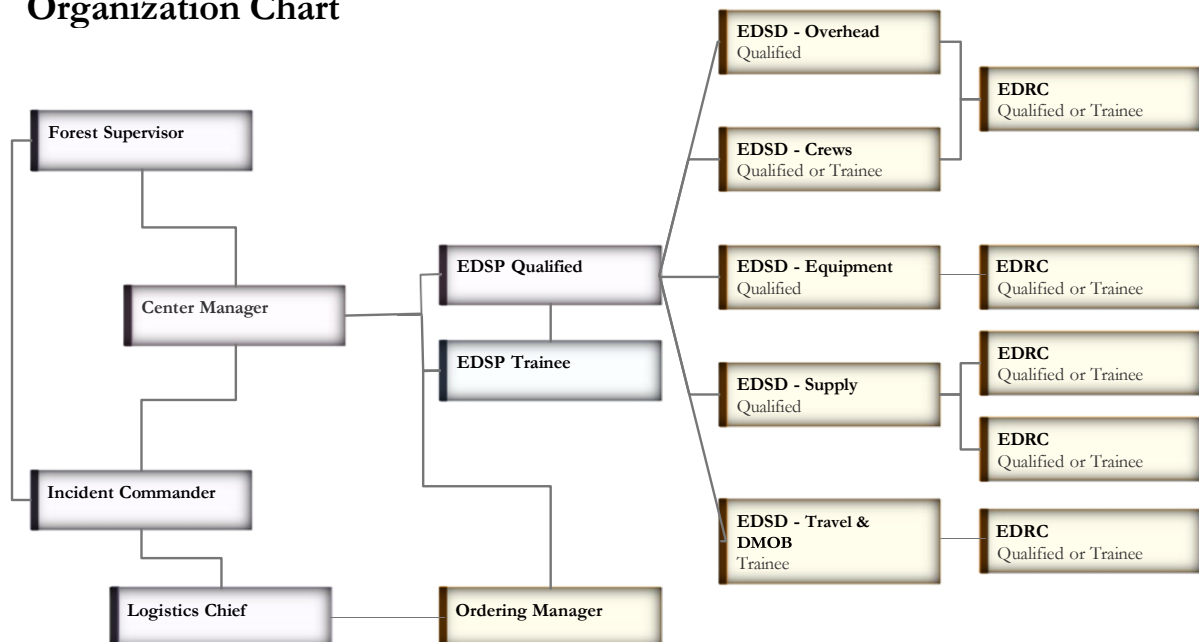 Organization Chart
EDSD - Overhead
Qualified
EDRC
Qualified or Trainee
Forest Supervisor
EDSD - Crews
Qualified or Trainee
EDSP Qualified
EDSD - Equipment
Qualified
EDRC
Qualified or Trainee
Center Manager
EDSP Trainee
EDRC
Qualified or Trainee
EDSD - Supply
Qualified
EDRC
Qualified or Trainee
Incident Commander
EDSD - Travel &
DMOB
Trainee
EDRC
Qualified or Trainee
Logistics Chief
Ordering Manager